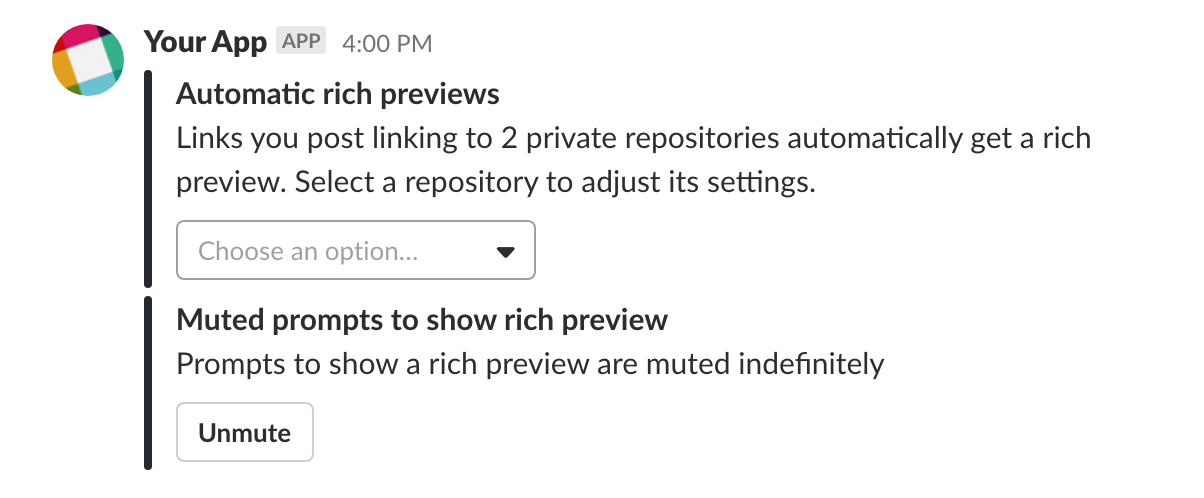 Your App APP 4:00 PM
Automatic rich previews
Links you post linking to 2 private repositories automatically get a rich
preview. Select a repository to adjust its settings.
Choose an option...
Muted prompts to show rich preview
Prompts to show a rich preview are muted indefinitely
Unmute